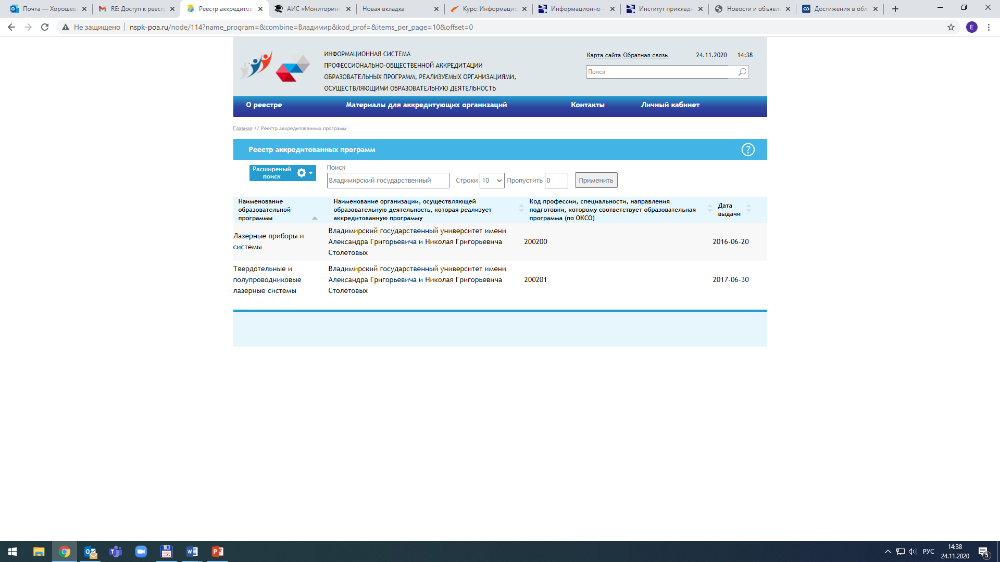 Почта — Хорошев
RE: Доступ к реестр
Реестр аккредитов
АИС «Мониторинг
Новая вкладка
Курс: Информацис
Информационно –
Институт приклад
Новости и объявле
Достижения в обл
Не защищено
nspk-poa.ru/node/114?name_program=&combine=Владимир&kod_prof=&items_per_page=10&offset=0
E
ИНФОРМАЦИОННАЯ СИСТЕМА
ПРОФЕССИОНАЛЬНО-ОБЩЕСТВЕННОЙ АККРЕДИТАЦИИ
ОБРАЗОВАТЕЛЬНЫХ ПРОГРАММ, РЕАЛИЗУЕМЫХ ОРГАНИЗАЦИЯМИ,
ОСУЩЕСТВЛЯЮЩИМИ ОБРАЗОВАТЕЛЬНУЮ ДЕЯТЕЛЬНОСТЬ
Карта сайта Обратная связь 24.11.2020 14:38
Поиск
О реестре Материалы для аккредитующих организаций Контакты Личный кабинет
Главная // Реестр аккредитованных программ
Реестр аккредитованных программ ?
Расширеный
поиск
Поиск
Владимирский государственный Строки 10 Пропустить 0 Применить
Наименование
образовательной
программы
Наименование организации, осуществляющей
образовательную деятельность, которая реализует
аккредитованную программу
Код профессии, специальности, направления
подготовки, которому соответствует образовательная
программа (по ОКСО)
Дата
выдачи
Лазерные приборы и
системы
Владимирский государственный университет имени
Александра Григорьевича и Николая Григорьевича
Столетовых
200200
2016-06-20
Твердотельные и
полупроводниковые
лазерные системы
Владимирский государственный университет имени
Александра Григорьевича и Николая Григорьевича
Столетовых
200201
2017-06-30
РУС
14:38
24.11.2020
5